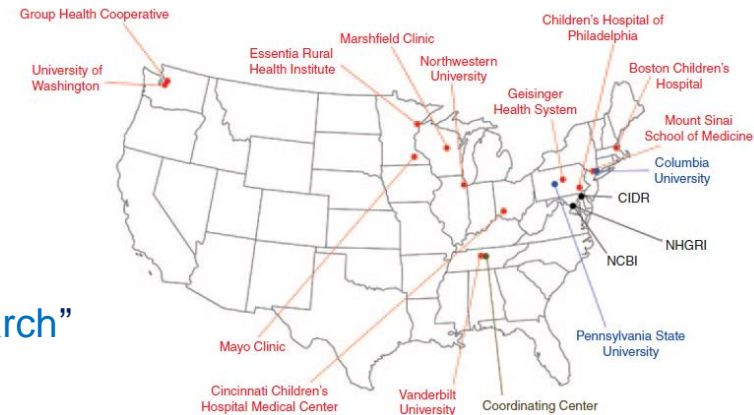 Group Health Cooperative
University of
Washington
Essentia Rural
Health Institute
Marshfield Clinic
Northwestern
University
Children's Hospital of
Philadelphia
Geisinger
Health System
Boston Children's
Hospital
Mount Sinai
School of Medicine
Columbia
University
CIDR
NHGRI
NCBI
Pennsylvania State
University
arch”
Mayo Clinic
Cincinnati Children's
Hospital Medical Center
Vanderbilt
University
Coordinating Center